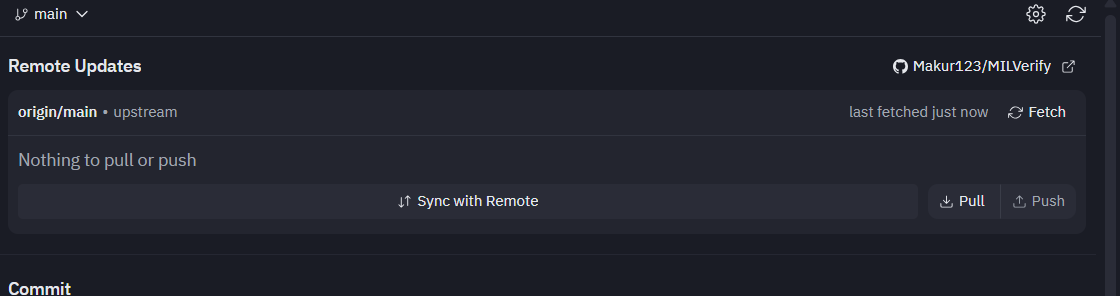 main
Remote Updates
Makur123/MILVerify
origin/main • upstream
last fetched just now
Fetch
Nothing to pull or push
Sync with Remote
Pull
Push
Commit